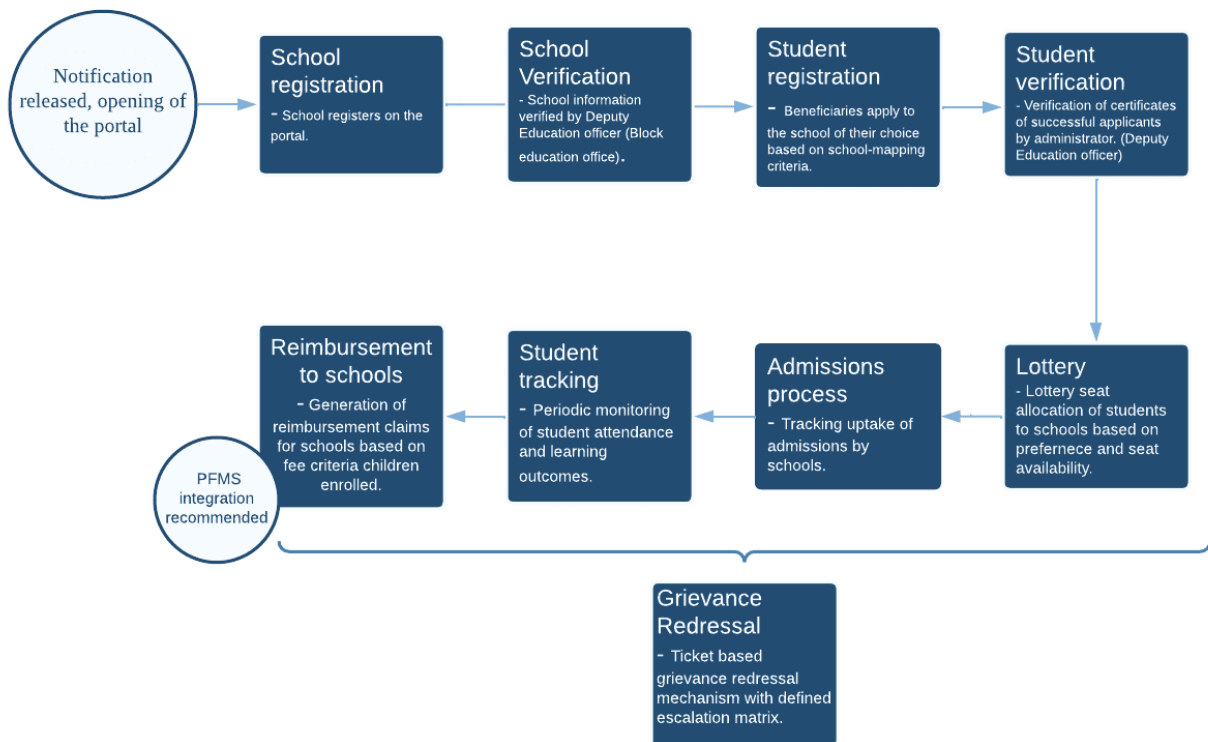 Notification
released, opening of
the portal
School
registration
- School registers on the
portal.
School
Verification
- School information
verified by Deputy
Education officer (Block
education office).
Student
registration
- Beneficiaries apply to
the school of their choice
based on school-mapping
criteria.
Student
verification
- Verification of certificates
of successful applicants
by administrator. (Deputy
Education officer)
Reimbursement
to schools
- Generation of
reimbursement claims
for schools based on
fee criteria children
enrolled.
PFMS
integration
recommended
Student
tracking
- Periodic monitoring
of student attendance
and learning
outcomes.
Admissions
process
- Tracking uptake of
admissions by
schools.
Lottery
- Lottery seat
allocation of students
to schools based on
prefernece and seat
availability.
Grievance
Redressal
- Ticket based
grievance redressal
mechanism with defined
escalation matrix.